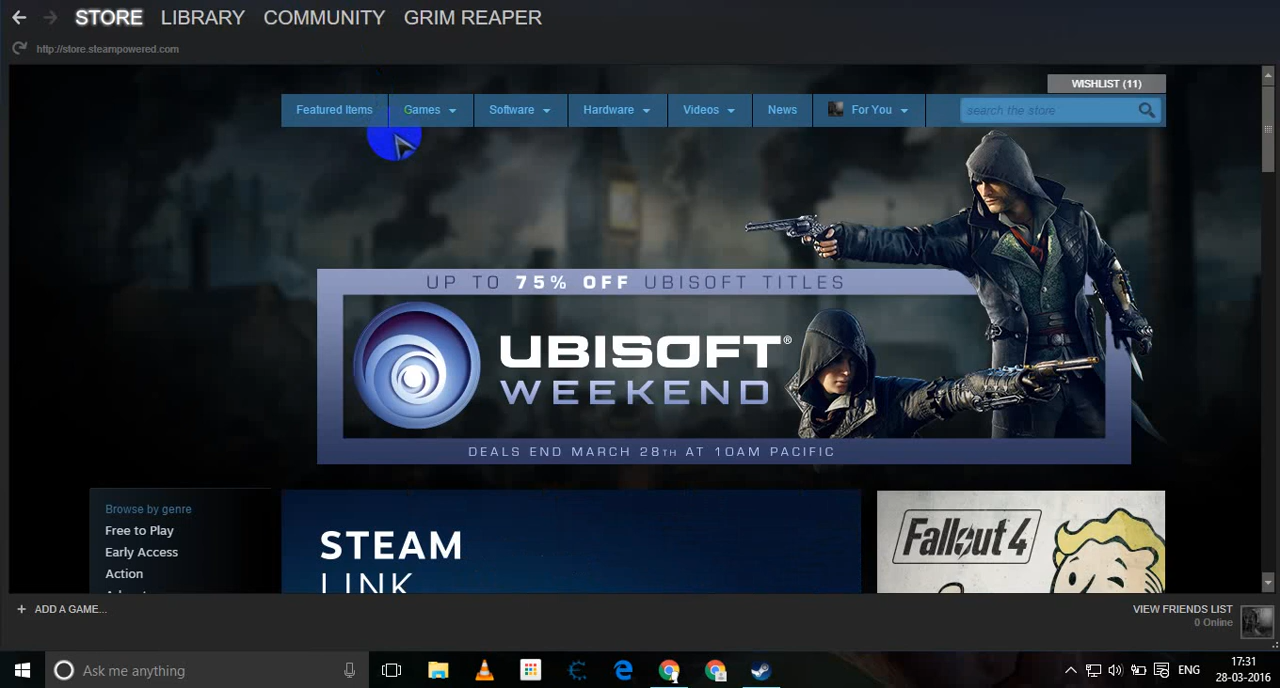 STORE LIBRARY COMMUNITY GRIM REAPER
http://store.steampowered.com
WISHLIST (11)
Featured Items Games Software Hardware Videos News For You search the store
UP TO 75% OFF UBISOFT TITLES
UBISOFT®
WEEKEND
DEALS END MARCH 28TH AT 10AM PACIFIC
Browse by genre
Free to Play
Early Access
Action
STEAM
LINK
Fallout 4
+ ADD A GAME...
VIEW FRIENDS LIST
0 Online
Ask me anything
ENG
17:31
28-03-2016